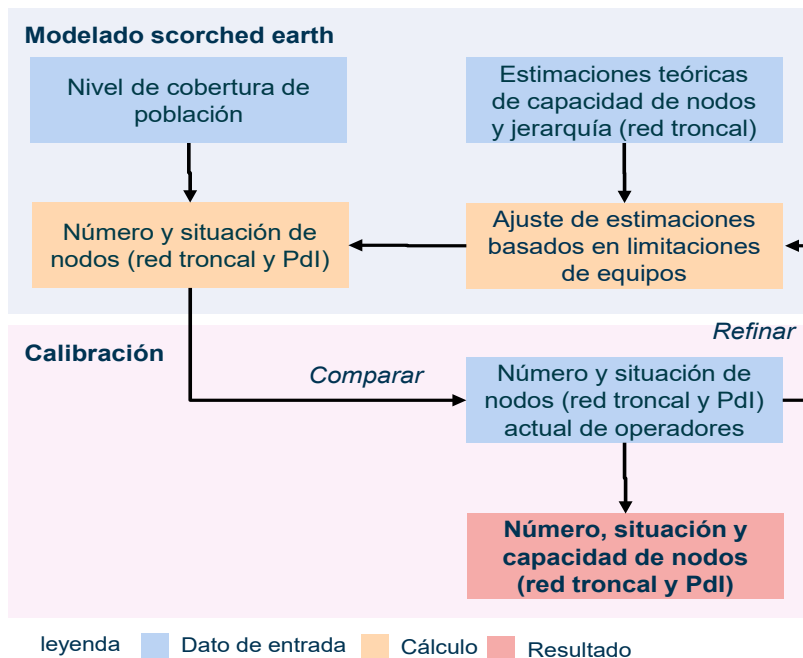 Modelado scorched earth
Nivel de cobertura de
población
Estimaciones teóricas
de capacidad de nodos
y jerarquía (red troncal)
Número y situación de
nodos (red troncal y PdI)
Ajuste de estimaciones
basados en limitaciones
de equipos
Refinar
Calibración
Comparar
Número y situación de
nodos (red troncal y PdI)
actual de operadores
Número, situación y
capacidad de nodos
(red troncal y PdI)
leyenda Dato de entrada Cálculo Resultado